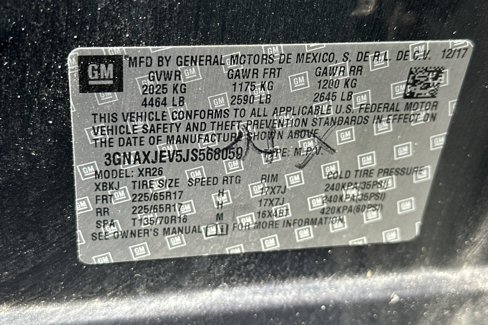 GM
MFD BY GENERAL MOTORS DE MEXICO, S. DE R.L. DE C.V. 12/17
GVWR GAWR FRT GAWR RR
2025 KG 1175 KG 1200 KG
4464 LB 2590 LB 2645 LB
THIS VEHICLE CONFORMS TO ALL APPLICABLE U.S. FEDERAL MOTOR
VEHICLE SAFETY AND THEFT PREVENTION STANDARDS IN EFFECT ON
THE DATE OF MANUFACTURE SHOWN ABOVE.
3GNAXJEV5JS568059 TYPE: M.P.V.
MODEL: XR26
XBKJ TIRE SIZE SPEED RTG RIM COLD TIRE PRESSURE
FRT 225/65R17 H 17X7J 240KPA(35PSI)
RR 225/65R17 H 17X7J 240KPA(35PSI)
SPA T135/70R16 M 16X4BT 420KPA(60PSI)
SEE OWNER'S MANUAL FOR MORE INFORMATION.